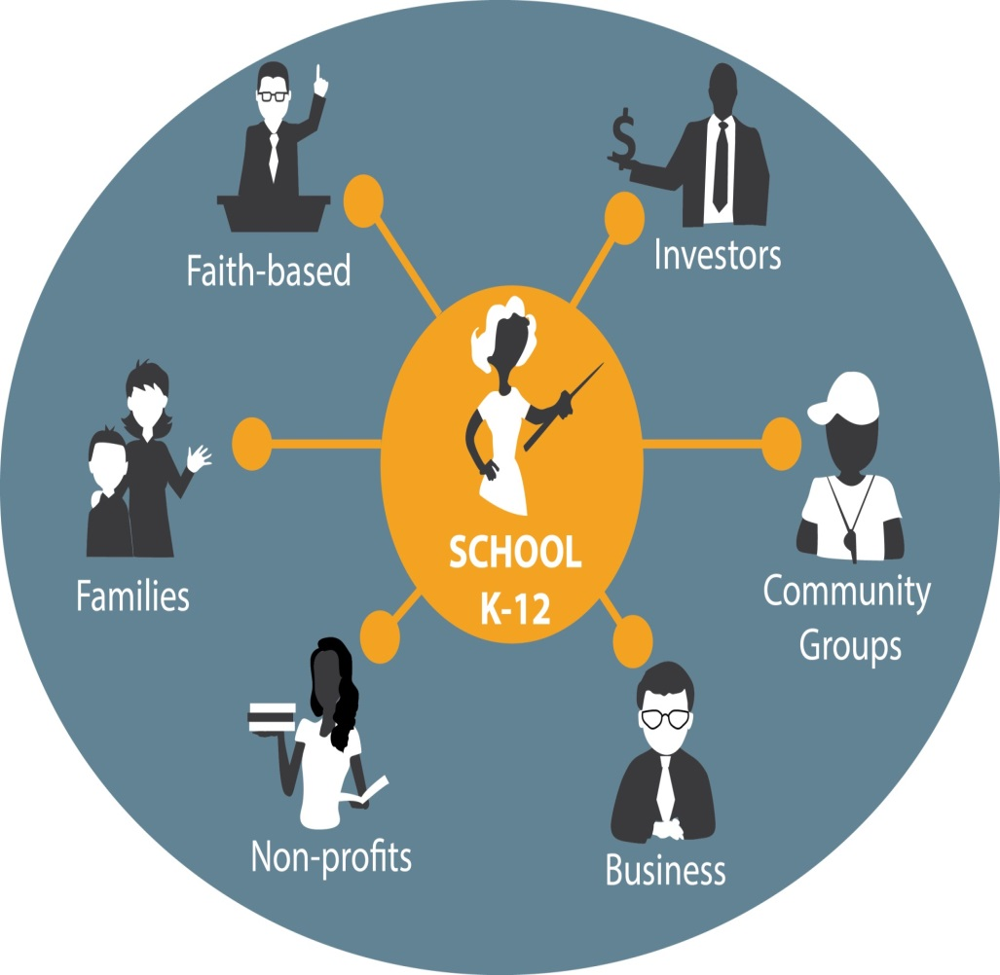 Faith-based
Investors
Families
SCHOOL
K-12
Community
Groups
Non-profits
Business
$